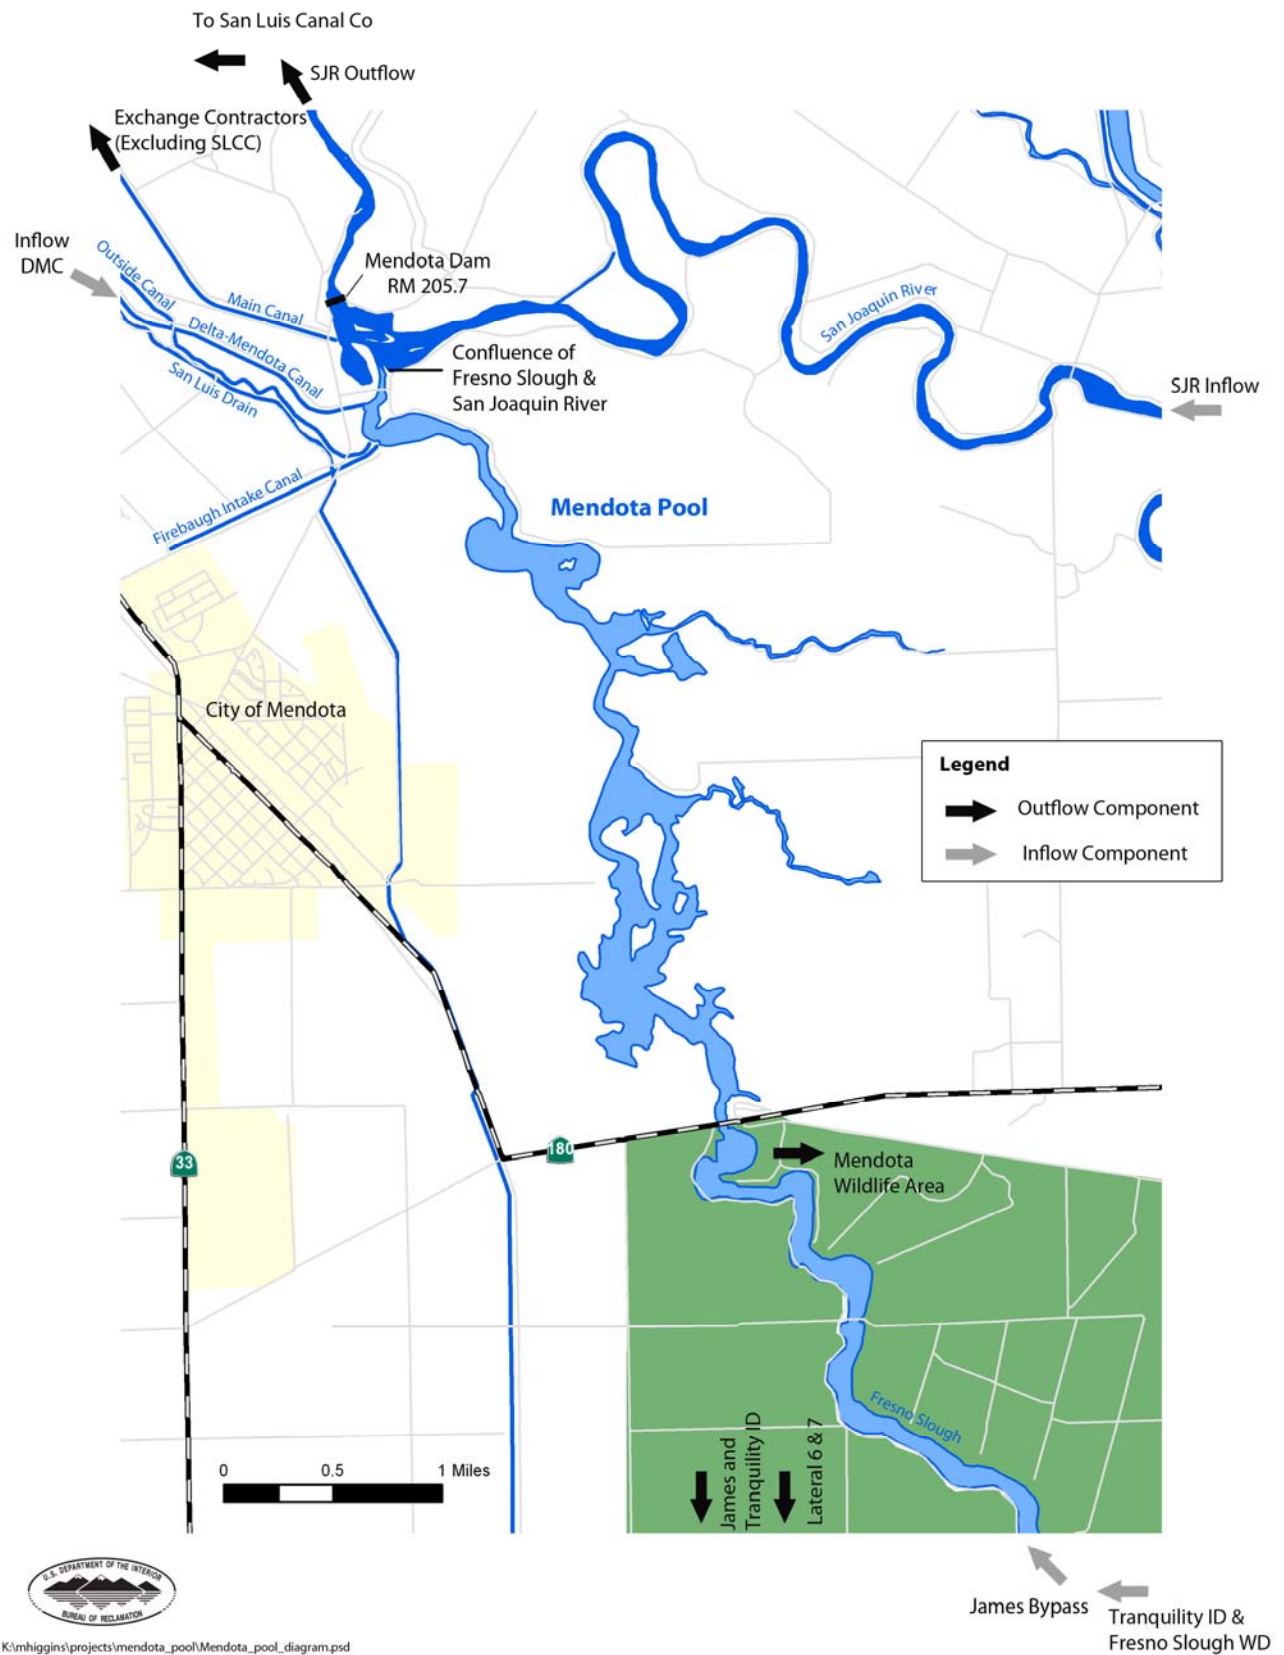 To San Luis Canal Co
SJR Outflow
Exchange Contractors
(Excluding SLCC)
Inflow
DMC
Outside Canal
Main Canal
Mendota Dam
RM 205.7
Delta-Mendota Canal
San Luis Drain
San Joaquin River
Confluence of
Fresno Slough &
San Joaquin River
SJR Inflow
Firebaugh Intake Canal
Mendota Pool
City of Mendota
Legend
Outflow Component
Inflow Component
180
33
Mendota
Wildlife Area
Fresno Slough
James and
Tranquility ID
Lateral 6 & 7
0 0.5 1 Miles
U.S. DEPARTMENT OF THE INTERIOR
BUREAU OF RECLAMATION
James Bypass
Tranquility ID &
Fresno Slough WD
K:\mhiggins\projects\mendota_pool\Mendota_pool_diagram.psd